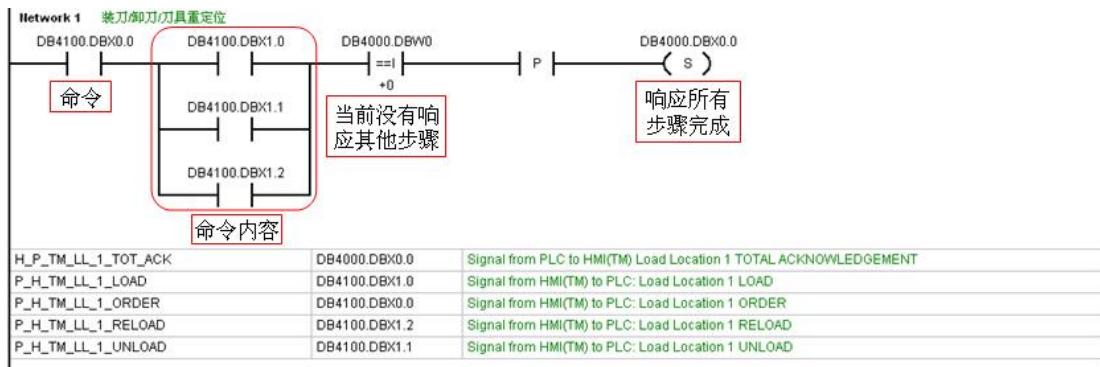 Network 1 装刀/卸刀/刀具重定位
DB4100.DBX0.0 DB4100.DBX1.0 DB4000.DBW0 DB4000.DBX0.0
==I P S
+0
命令
DB4100.DBX1.1
当前没有响
应其他步骤
响应所有
步骤完成
DB4100.DBX1.2
命令内容
H_P_TM_LL_1_TOT_ACK DB4000.DBX0.0 Signal from PLC to HMI(TM) Load Location 1 TOTAL ACKNOWLEDGEMENT
P_H_TM_LL_1_LOAD DB4100.DBX1.0 Signal from HMI(TM) to PLC: Load Location 1 LOAD
P_H_TM_LL_1_ORDER DB4100.DBX0.0 Signal from HMI(TM) to PLC: Load Location 1 ORDER
P_H_TM_LL_1_RELOAD DB4100.DBX1.2 Signal from HMI(TM) to PLC: Load Location 1 RELOAD
P_H_TM_LL_1_UNLOAD DB4100.DBX1.1 Signal from HMI(TM) to PLC: Load Location 1 UNLOAD